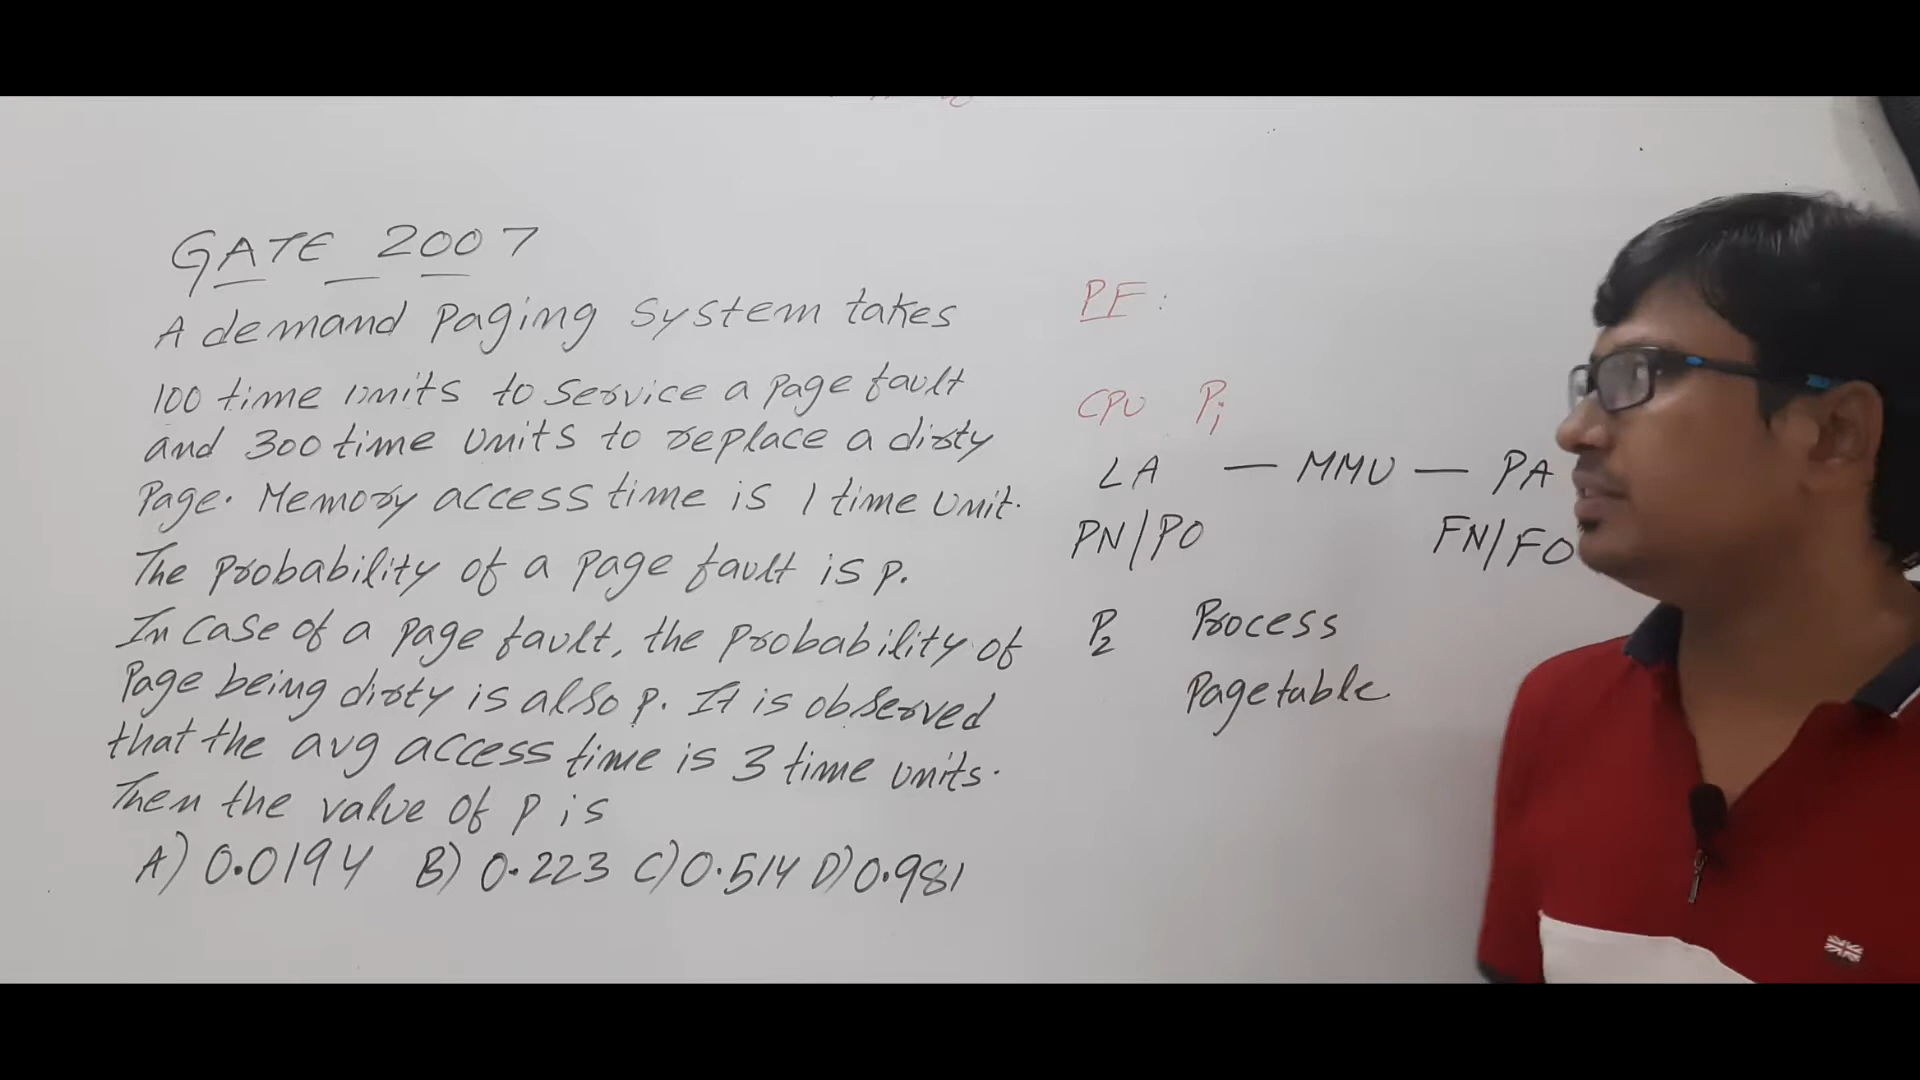 GATE 2007
A demand paging system takes
100 time units to service a page fault
and 300 time units to replace a dirty
Page. Memory access time is 1 time unit.
The probability of a page fault is p.
In case of a page fault, the probability of
Page being dirty is also p. It is observed
that the avg access time is 3 time units.
Then the value of p is
A) 0.0194 B) 0.223 C) 0.514 D) 0.981
PF:
CPU Pi
LA — MMU — PA
PN/PO FN/FO
P2 Process
Pagetable